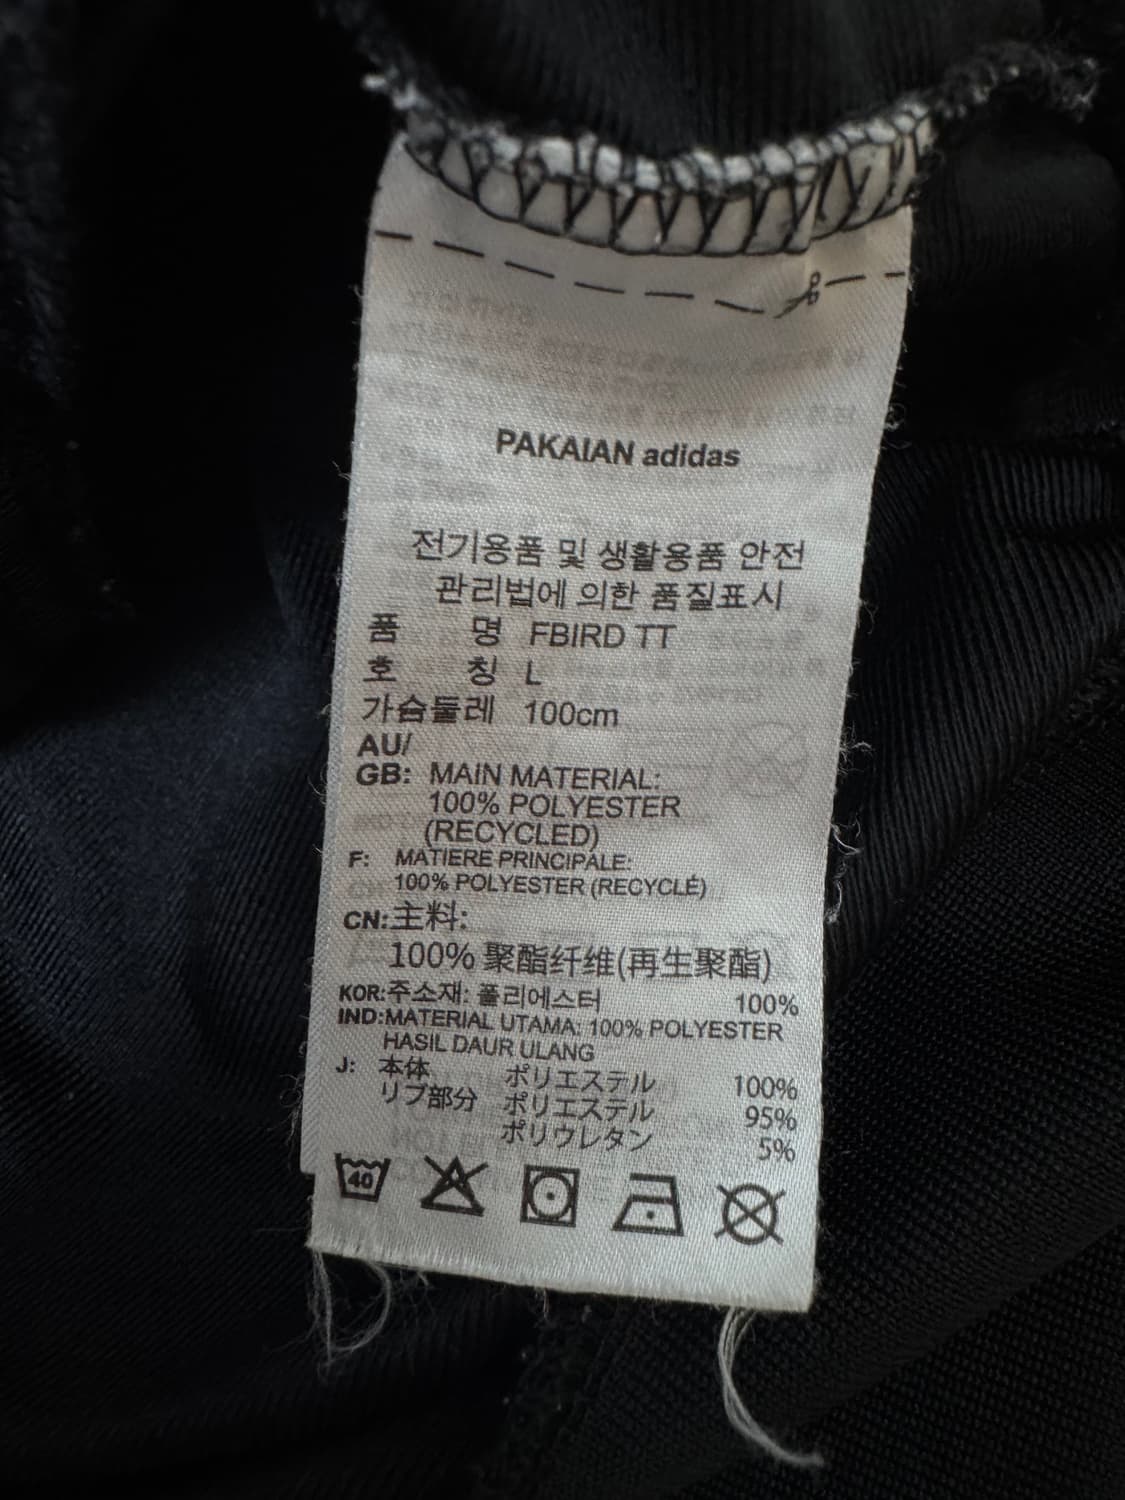 PAKAIAN adidas
전기용품 및 생활용품 안전
관리법에 의한 품질표시
품 명 FBIRD TT
호 칭 L
가슴둘레 100cm
AU/
GB: MAIN MATERIAL:
100% POLYESTER
(RECYCLED)
F: MATIERE PRINCIPALE:
100% POLYESTER (RECYCLÉ)
CN:主料:
100% 聚酯纤维(再生聚酯)
KOR:주소재: 폴리에스터 100%
IND:MATERIAL UTAMA: 100% POLYESTER
HASIL DAUR ULANG
J: 本体 ポリエステル 100%
リブ部分 ポリエステル 95%
ポリウレタン 5%
40